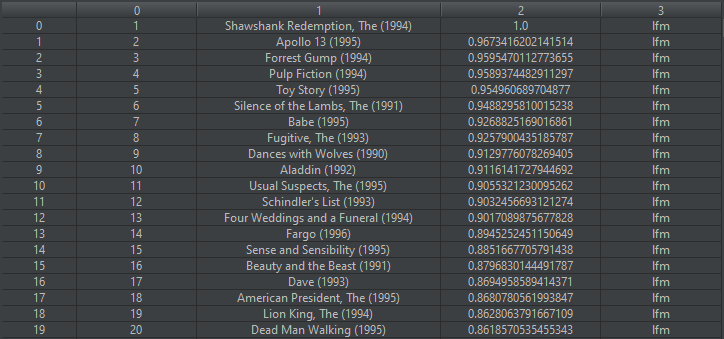 0 1 2 3
0 1 Shawshank Redemption, The (1994) 1.0 lfm
1 2 Apollo 13 (1995) 0.9673416202141514 lfm
2 3 Forrest Gump (1994) 0.9595470112773655 lfm
3 4 Pulp Fiction (1994) 0.9589374482911297 lfm
4 5 Toy Story (1995) 0.954960689704877 lfm
5 6 Silence of the Lambs, The (1991) 0.9488295810015238 lfm
6 7 Babe (1995) 0.9268825169016861 lfm
7 8 Fugitive, The (1993) 0.9257900435185787 lfm
8 9 Dances with Wolves (1990) 0.9129776078269405 lfm
9 10 Aladdin (1992) 0.9116141727944692 lfm
10 11 Usual Suspects, The (1995) 0.9055321230095262 lfm
11 12 Schindler's List (1993) 0.9032456693121274 lfm
12 13 Four Weddings and a Funeral (1994) 0.9017089875677828 lfm
13 14 Fargo (1996) 0.8945252451150649 lfm
14 15 Sense and Sensibility (1995) 0.8851667705791438 lfm
15 16 Beauty and the Beast (1991) 0.8796830144491787 lfm
16 17 Dave (1993) 0.8694958589414371 lfm
17 18 American President, The (1995) 0.8680780561993847 lfm
18 19 Lion King, The (1994) 0.8628063791667109 lfm
19 20 Dead Man Walking (1995) 0.8618570535455343 lfm